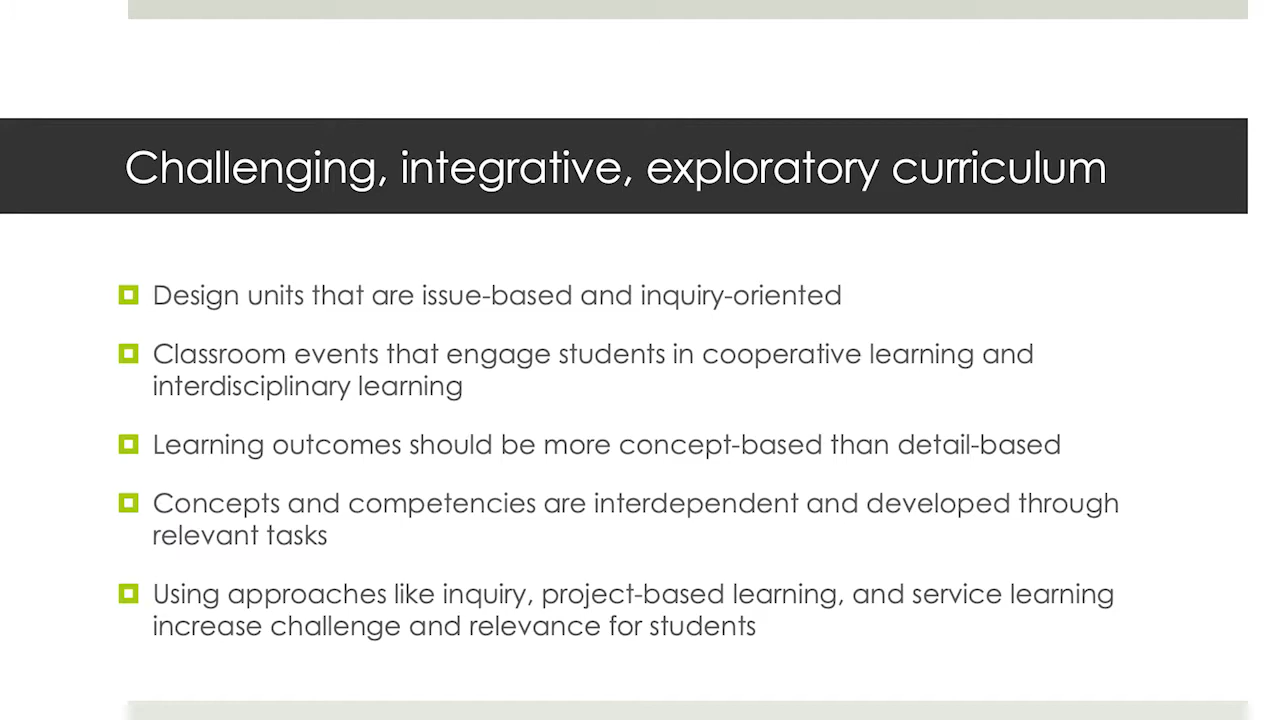 Challenging, integrative, exploratory curriculum
Design units that are issue-based and inquiry-oriented
Classroom events that engage students in cooperative learning and
interdisciplinary learning
Learning outcomes should be more concept-based than detail-based
Concepts and competencies are interdependent and developed through
relevant tasks
Using approaches like inquiry, project-based learning, and service learning
increase challenge and relevance for students